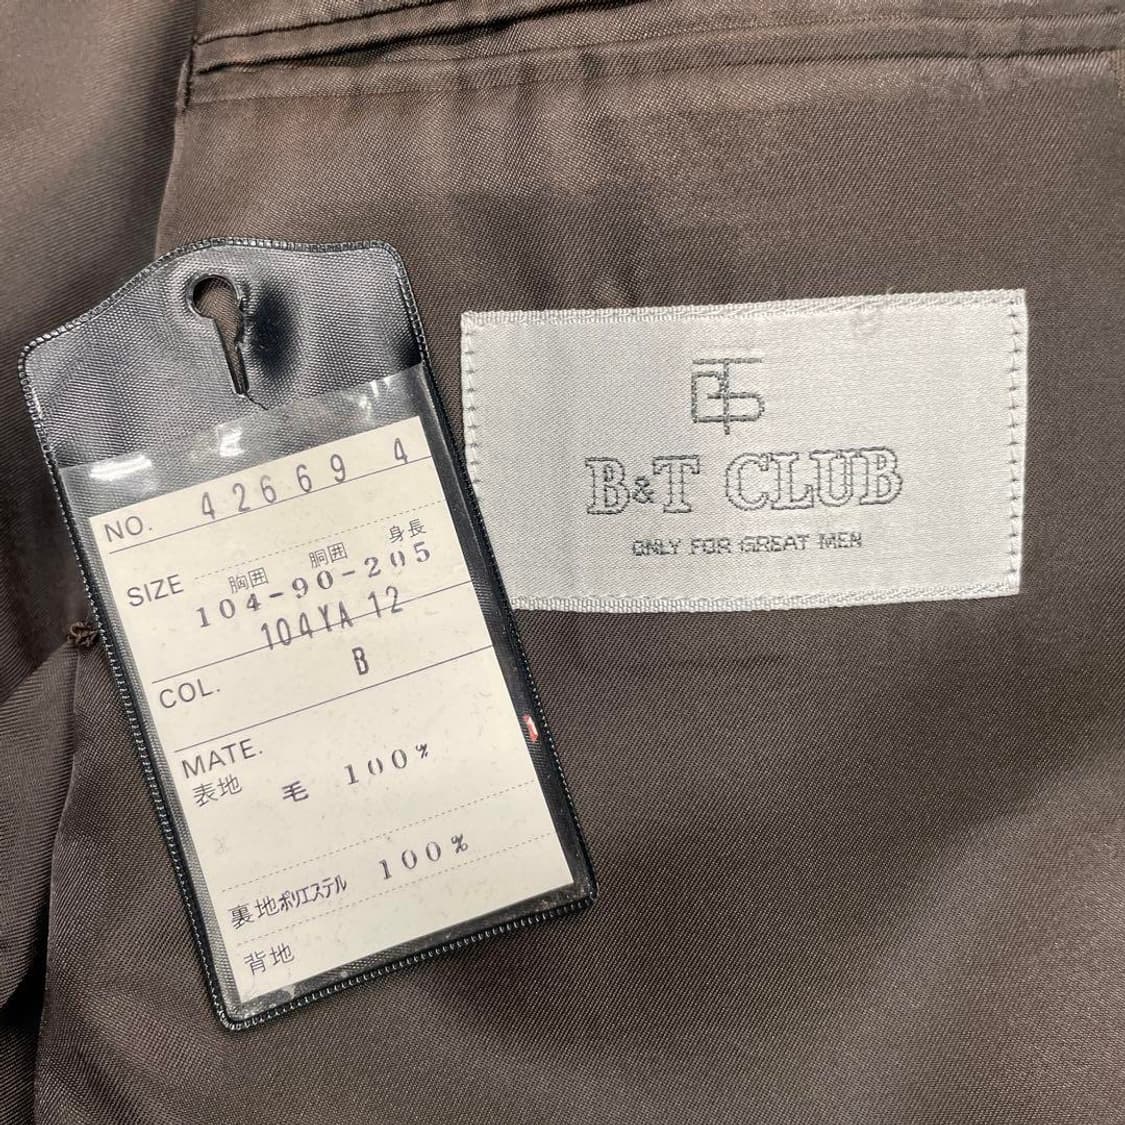 NO. 42669 4
胸囲 胴囲 身長
SIZE 104-90-205
104YA 12
B
COL.
MATE.
表地 毛 100%
裏地ポリエステル 100%
背地
B&T CLUB
ONLY FOR GREAT MEN